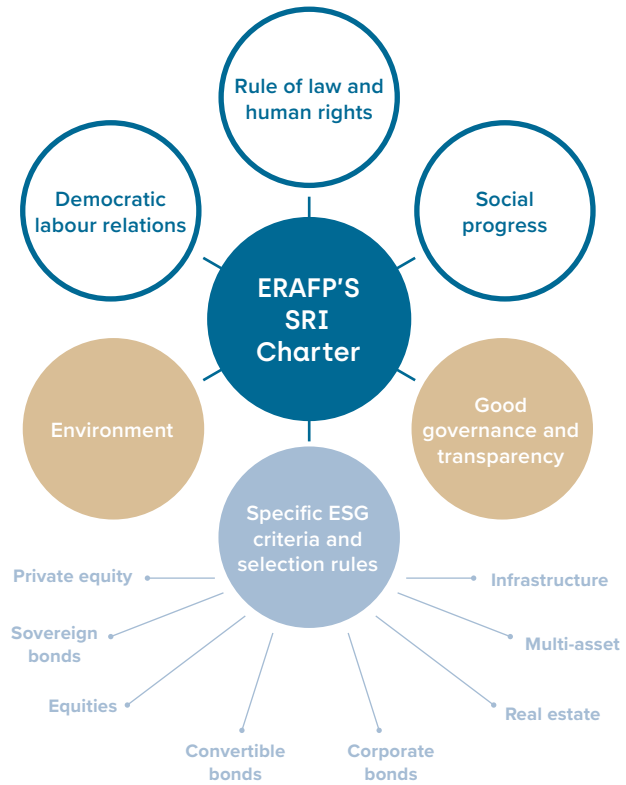 Rule of law and
human rights
Democratic
labour relations
Social
progress
ERAFP'S
SRI
Charter
Environment
Good
governance and
transparency
Specific ESG
criteria and
selection rules
Private equity
Infrastructure
Sovereign
bonds
Multi-asset
Equities
Real estate
Convertible
bonds
Corporate
bonds